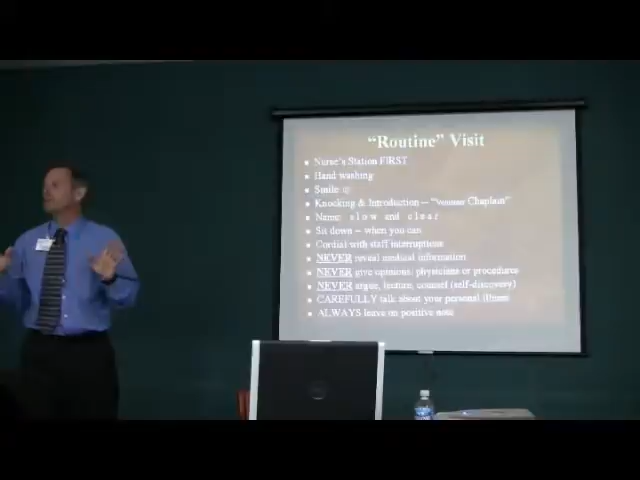 “Routine” Visit
Nurse’s Station FIRST
Hand washing
Smile ☺
Knocking & Introduction – “Volunteer Chaplain”
Name: s l o w and c l e a r
Sit down – when you can
Cordial with staff interruptions
NEVER reveal medical information
NEVER give opinions: physicians or procedures
NEVER argue, lecture, counsel (self-discovery)
CAREFULLY talk about your personal illness
ALWAYS leave on positive note